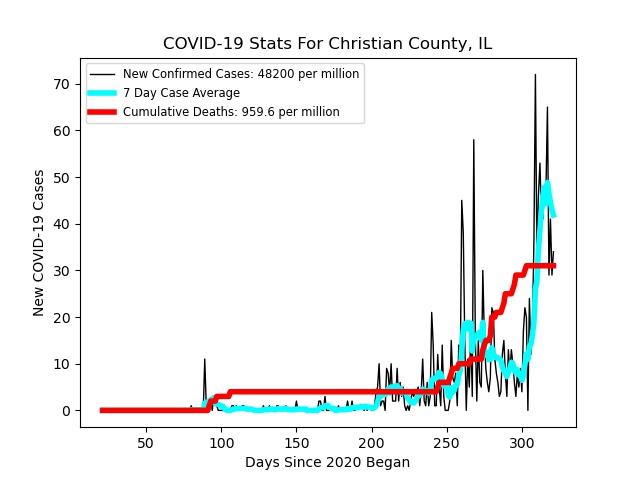 COVID-19 Stats For Christian County, IL
New Confirmed Cases: 48200 per million
7 Day Case Average
Cumulative Deaths: 959.6 per million
New COVID-19 Cases
70
60
50
40
30
20
10
0
50 100 150 200 250 300
Days Since 2020 Began